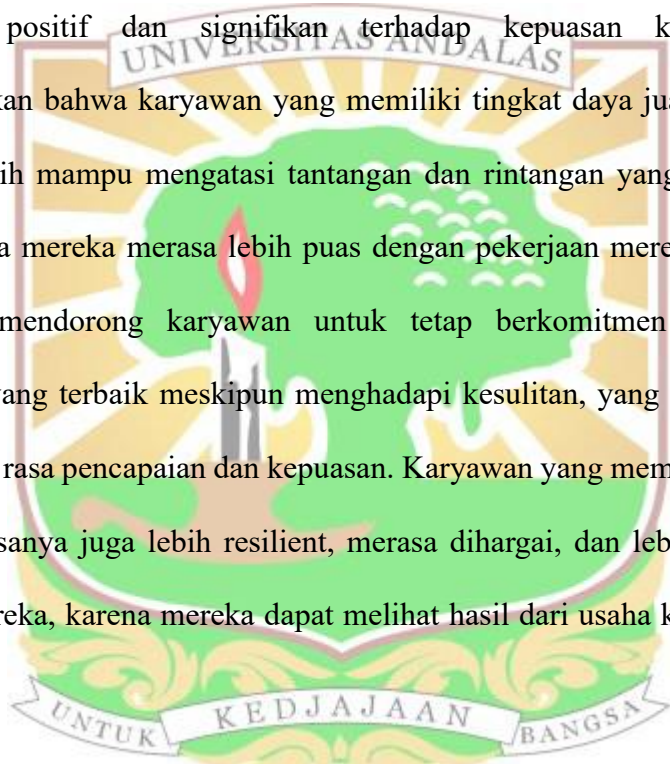 positif dan signifikan terhadap kepuasan k
UNIVERSITAS ANDALAS
kan bahwa karyawan yang memiliki tingkat daya jua
ih mampu mengatasi tantangan dan rintangan yang
a mereka merasa lebih puas dengan pekerjaan mere
mendorong karyawan untuk tetap berkomitmen
yang terbaik meskipun menghadapi kesulitan, yang
rasa pencapaian dan kepuasan. Karyawan yang mem
sanya juga lebih resilient, merasa dihargai, dan leb
reka, karena mereka dapat melihat hasil dari usaha k
UNTUK KEDJAJAAN BANGSA